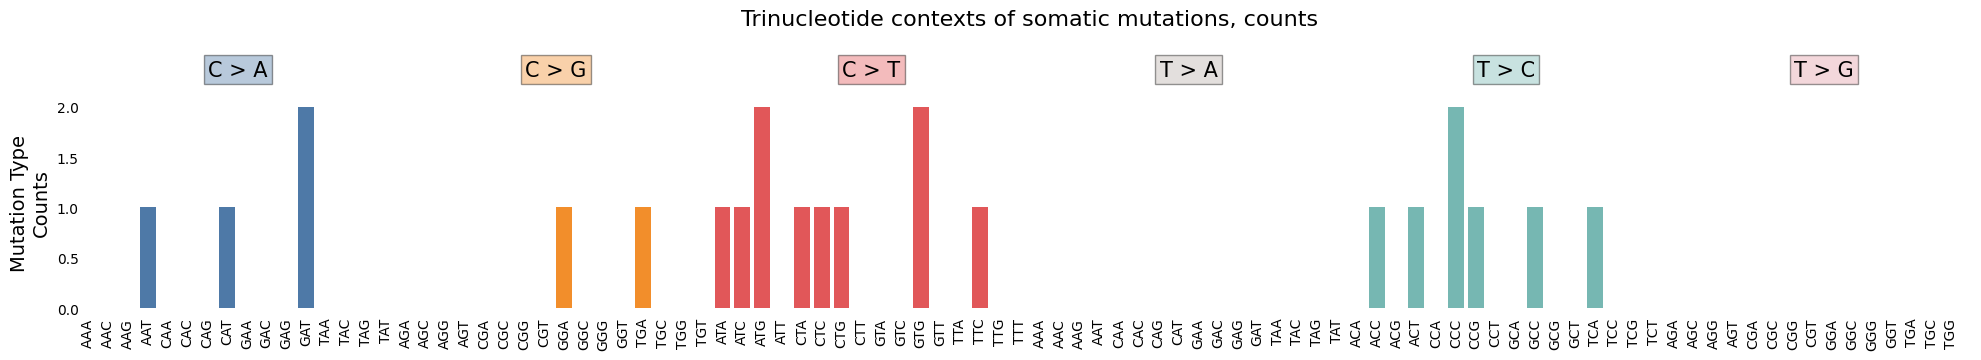 Trinucleotide contexts of somatic mutations, counts
C > A C > G C > T T > A T > C T > G
Mutation Type
Counts
2.0
1.5
1.0
0.5
0.0
AAA AAC AAG AAT CAA CAC CAG CAT GAA GAC GAG GAT TAA TAC TAG TAT AGA AGC AGG AGT CGA CGC CGG CGT GGA GGC GGG GGT TGA TGC TGG TGT ATA ATC ATG ATT CTA CTC CTG CTT GTA GTC GTG GTT TTA TTC TTG TTT AAA AAC AAG AAT CAA CAC CAG CAT GAA GAC GAG GAT TAA TAC TAG TAT ACA ACC ACG ACT CCA CCC CCG CCT GCA GCC GCG GCT TCA TCC TCG TCT AGA AGC AGG AGT CGA CGC CGG CGT GGA GGC GGG GGT TGA TGC TGG